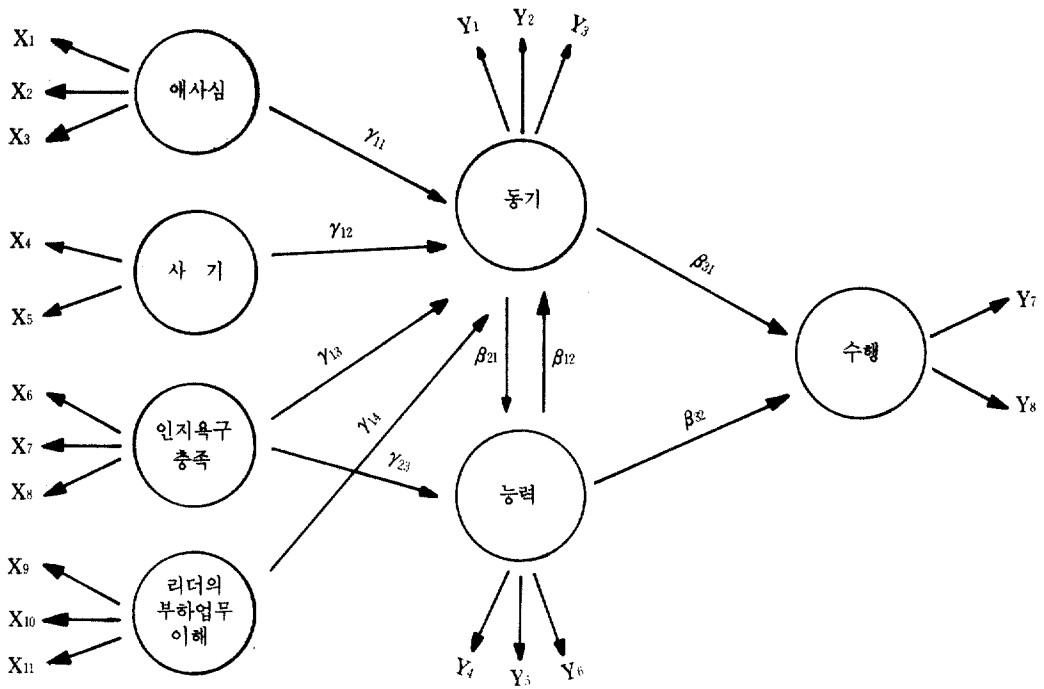 X₁
X₂
X₃
애사심
γ₁₁
X₄
X₅
사 기
γ₁₂
X₆
X₇
X₈
인지욕구
충족
γ₁₃
γ₂₃
X₉
X₁₀
X₁₁
리더의
부하업무
이해
γ₁₄
Y₁ Y₂ Y₃
동기
β₂₁ β₁₂
능력
Y₄ Y₅ Y₆
β₃₁
β₃₂
수행
Y₇
Y₈